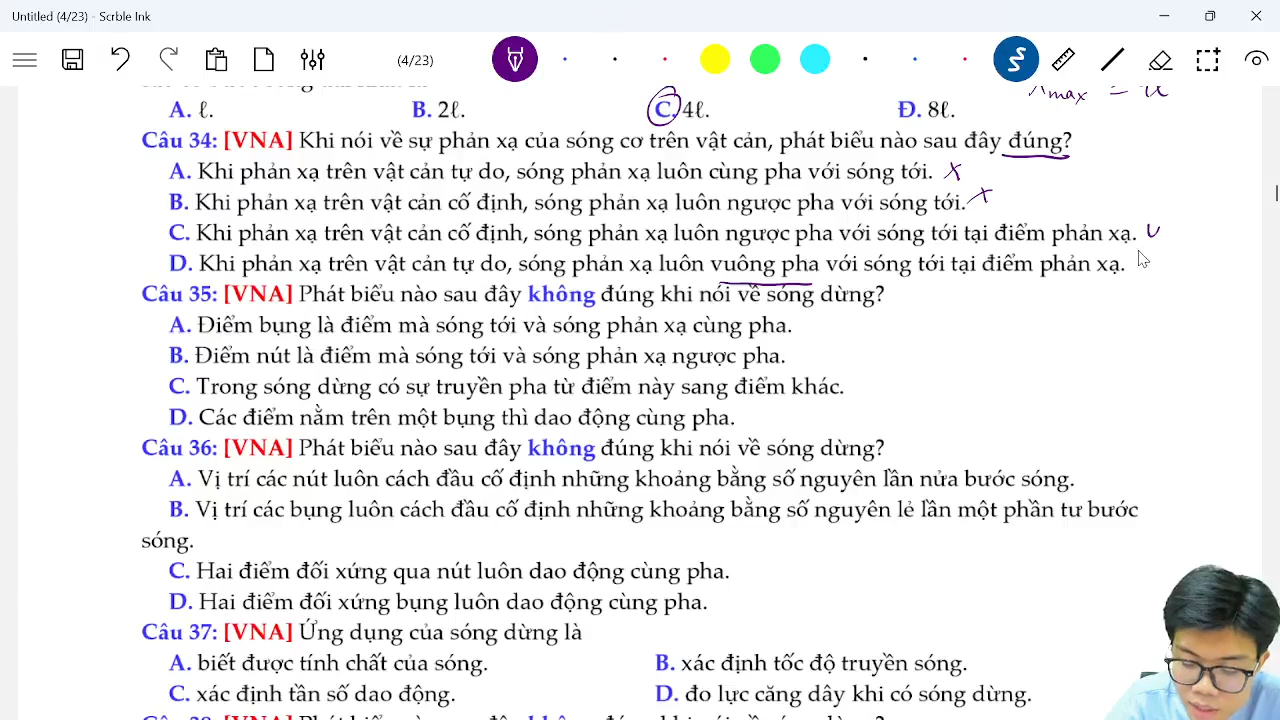 Untitled (4/23) - Scrble Ink
(4/23)
A. ℓ. B. 2ℓ. C. 4ℓ. D. 8ℓ.
Câu 34: [VNA] Khi nói về sự phản xạ của sóng cơ trên vật cản, phát biểu nào sau đây đúng?
A. Khi phản xạ trên vật cản tự do, sóng phản xạ luôn cùng pha với sóng tới. x
B. Khi phản xạ trên vật cản cố định, sóng phản xạ luôn ngược pha với sóng tới. x
C. Khi phản xạ trên vật cản cố định, sóng phản xạ luôn ngược pha với sóng tới tại điểm phản xạ.
D. Khi phản xạ trên vật cản tự do, sóng phản xạ luôn vuông pha với sóng tới tại điểm phản xạ.
Câu 35: [VNA] Phát biểu nào sau đây không đúng khi nói về sóng dừng?
A. Điểm bụng là điểm mà sóng tới và sóng phản xạ cùng pha.
B. Điểm nút là điểm mà sóng tới và sóng phản xạ ngược pha.
C. Trong sóng dừng có sự truyền pha từ điểm này sang điểm khác.
D. Các điểm nằm trên một bụng thì dao động cùng pha.
Câu 36: [VNA] Phát biểu nào sau đây không đúng khi nói về sóng dừng?
A. Vị trí các nút luôn cách đầu cố định những khoảng bằng số nguyên lần nửa bước sóng.
B. Vị trí các bụng luôn cách đầu cố định những khoảng bằng số nguyên lẻ lần một phần tư bước
sóng.
C. Hai điểm đối xứng qua nút luôn dao động cùng pha.
D. Hai điểm đối xứng bụng luôn dao động cùng pha.
Câu 37: [VNA] Ứng dụng của sóng dừng là
A. biết được tính chất của sóng. B. xác định tốc độ truyền sóng.
C. xác định tần số dao động. D. đo lực căng dây khi có sóng dừng.